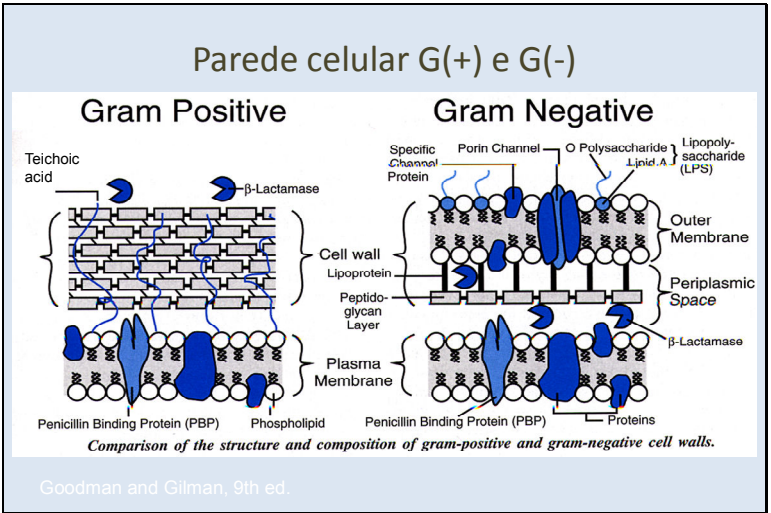 Parede celular G(+) e G(-)
Gram Positive
Gram Negative
Teichoic
acid
β-Lactamase
Specific
Channel
Protein
Porin Channel
O Polysaccharide
Lipid A
Lipopoly-
saccharide
(LPS)
Cell wall
Outer
Membrane
Lipoprotein
Peptido-
glycan
Layer
Periplasmic
Space
β-Lactamase
Plasma
Membrane
Penicillin Binding Protein (PBP)
Phospholipid
Penicillin Binding Protein (PBP)
Proteins
Comparison of the structure and composition of gram-positive and gram-negative cell walls.
Goodman and Gilman, 9th ed.